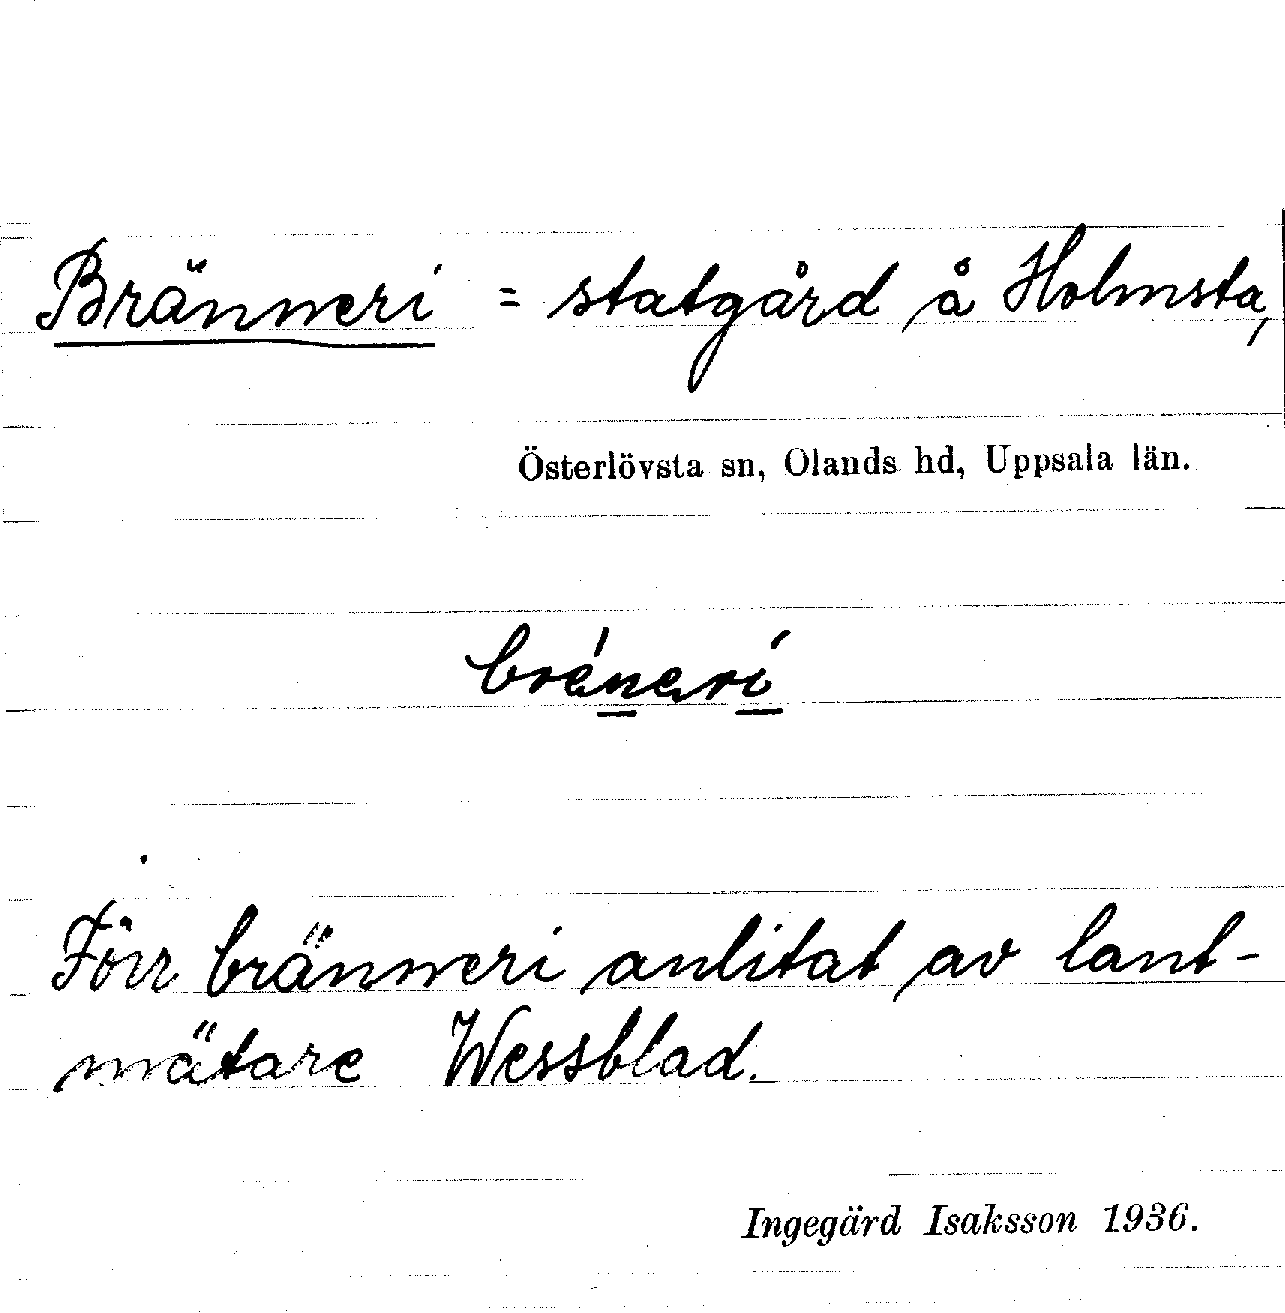 Bränneri = statgård å Holmsta,
Österlövsta sn, Olands hd, Uppsala län.
bräneri
Förr bränneri anlitat av lant-
mätare Wessblad.
Ingegärd Isaksson 1936.